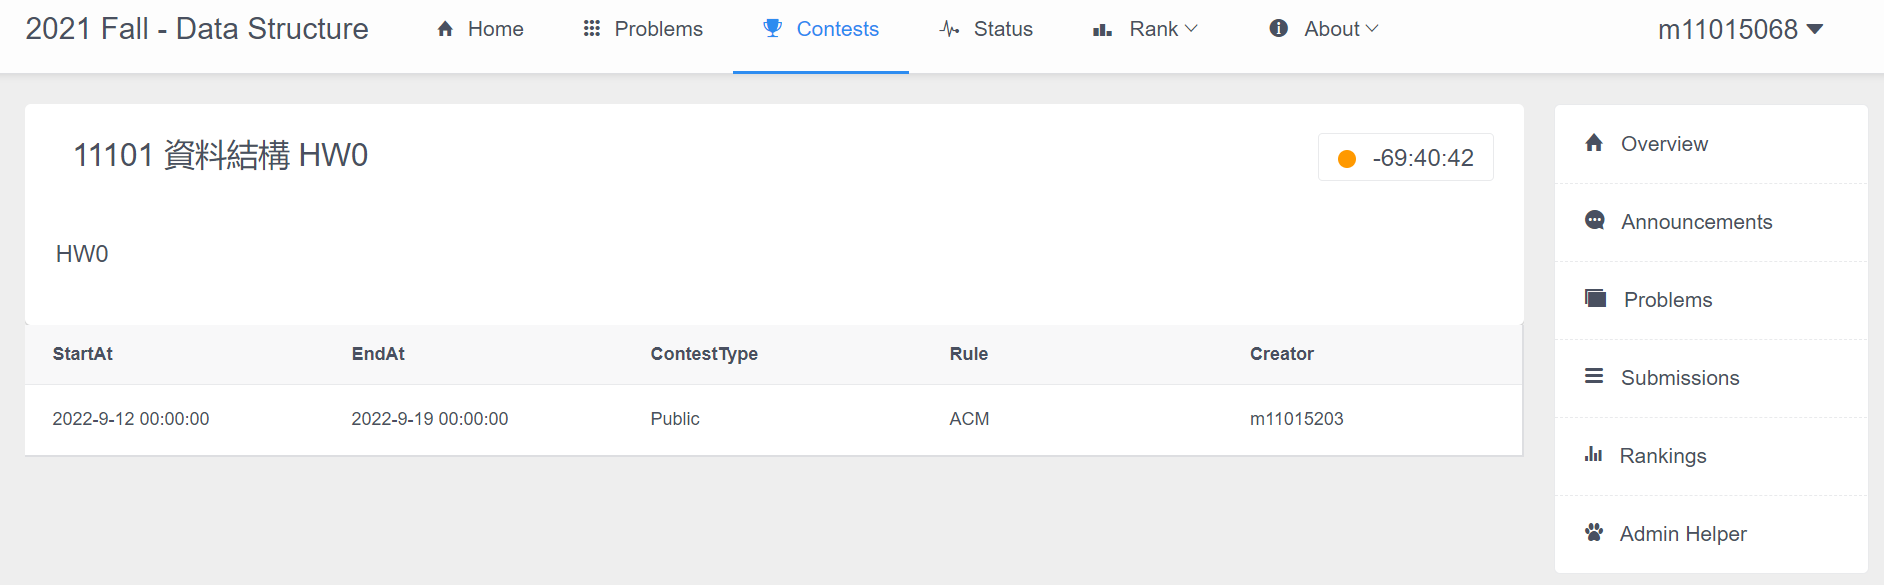 2021 Fall - Data Structure Home Problems Contests Status Rank About m11015068
11101 資料結構 HW0
-69:40:42
HW0
StartAt EndAt ContestType Rule Creator
2022-9-12 00:00:00 2022-9-19 00:00:00 Public ACM m11015203
Overview
Announcements
Problems
Submissions
Rankings
Admin Helper